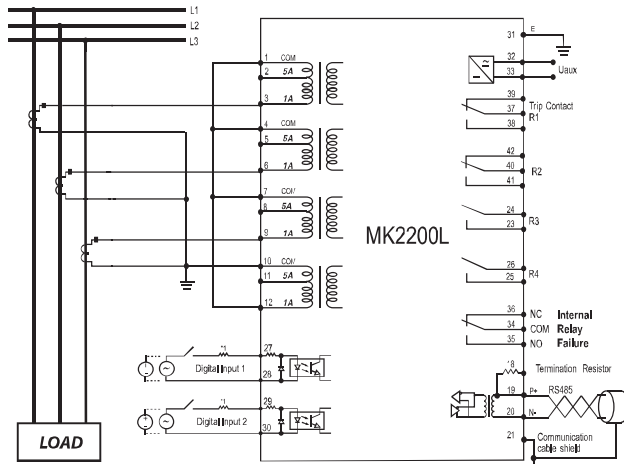 L1
L2
L3
1 COM
2 5A
3 1A
4 COM
5 5A
6 1A
7 COM
8 5A
9 1A
10 COM
11 5A
12 1A
MK2200L
31 E
32
33
Uaux
39
37
38
Trip Contact
R1
42
40
41
R2
24
23
R3
26
25
R4
36 NC Internal
34 COM Relay
35 NO Failure
18 Termination Resistor
19 P+ RS485
20 N-
21 Communication
cable shield
*1 27
Digital Input 1 28
*1 29
Digital Input 2 30
LOAD